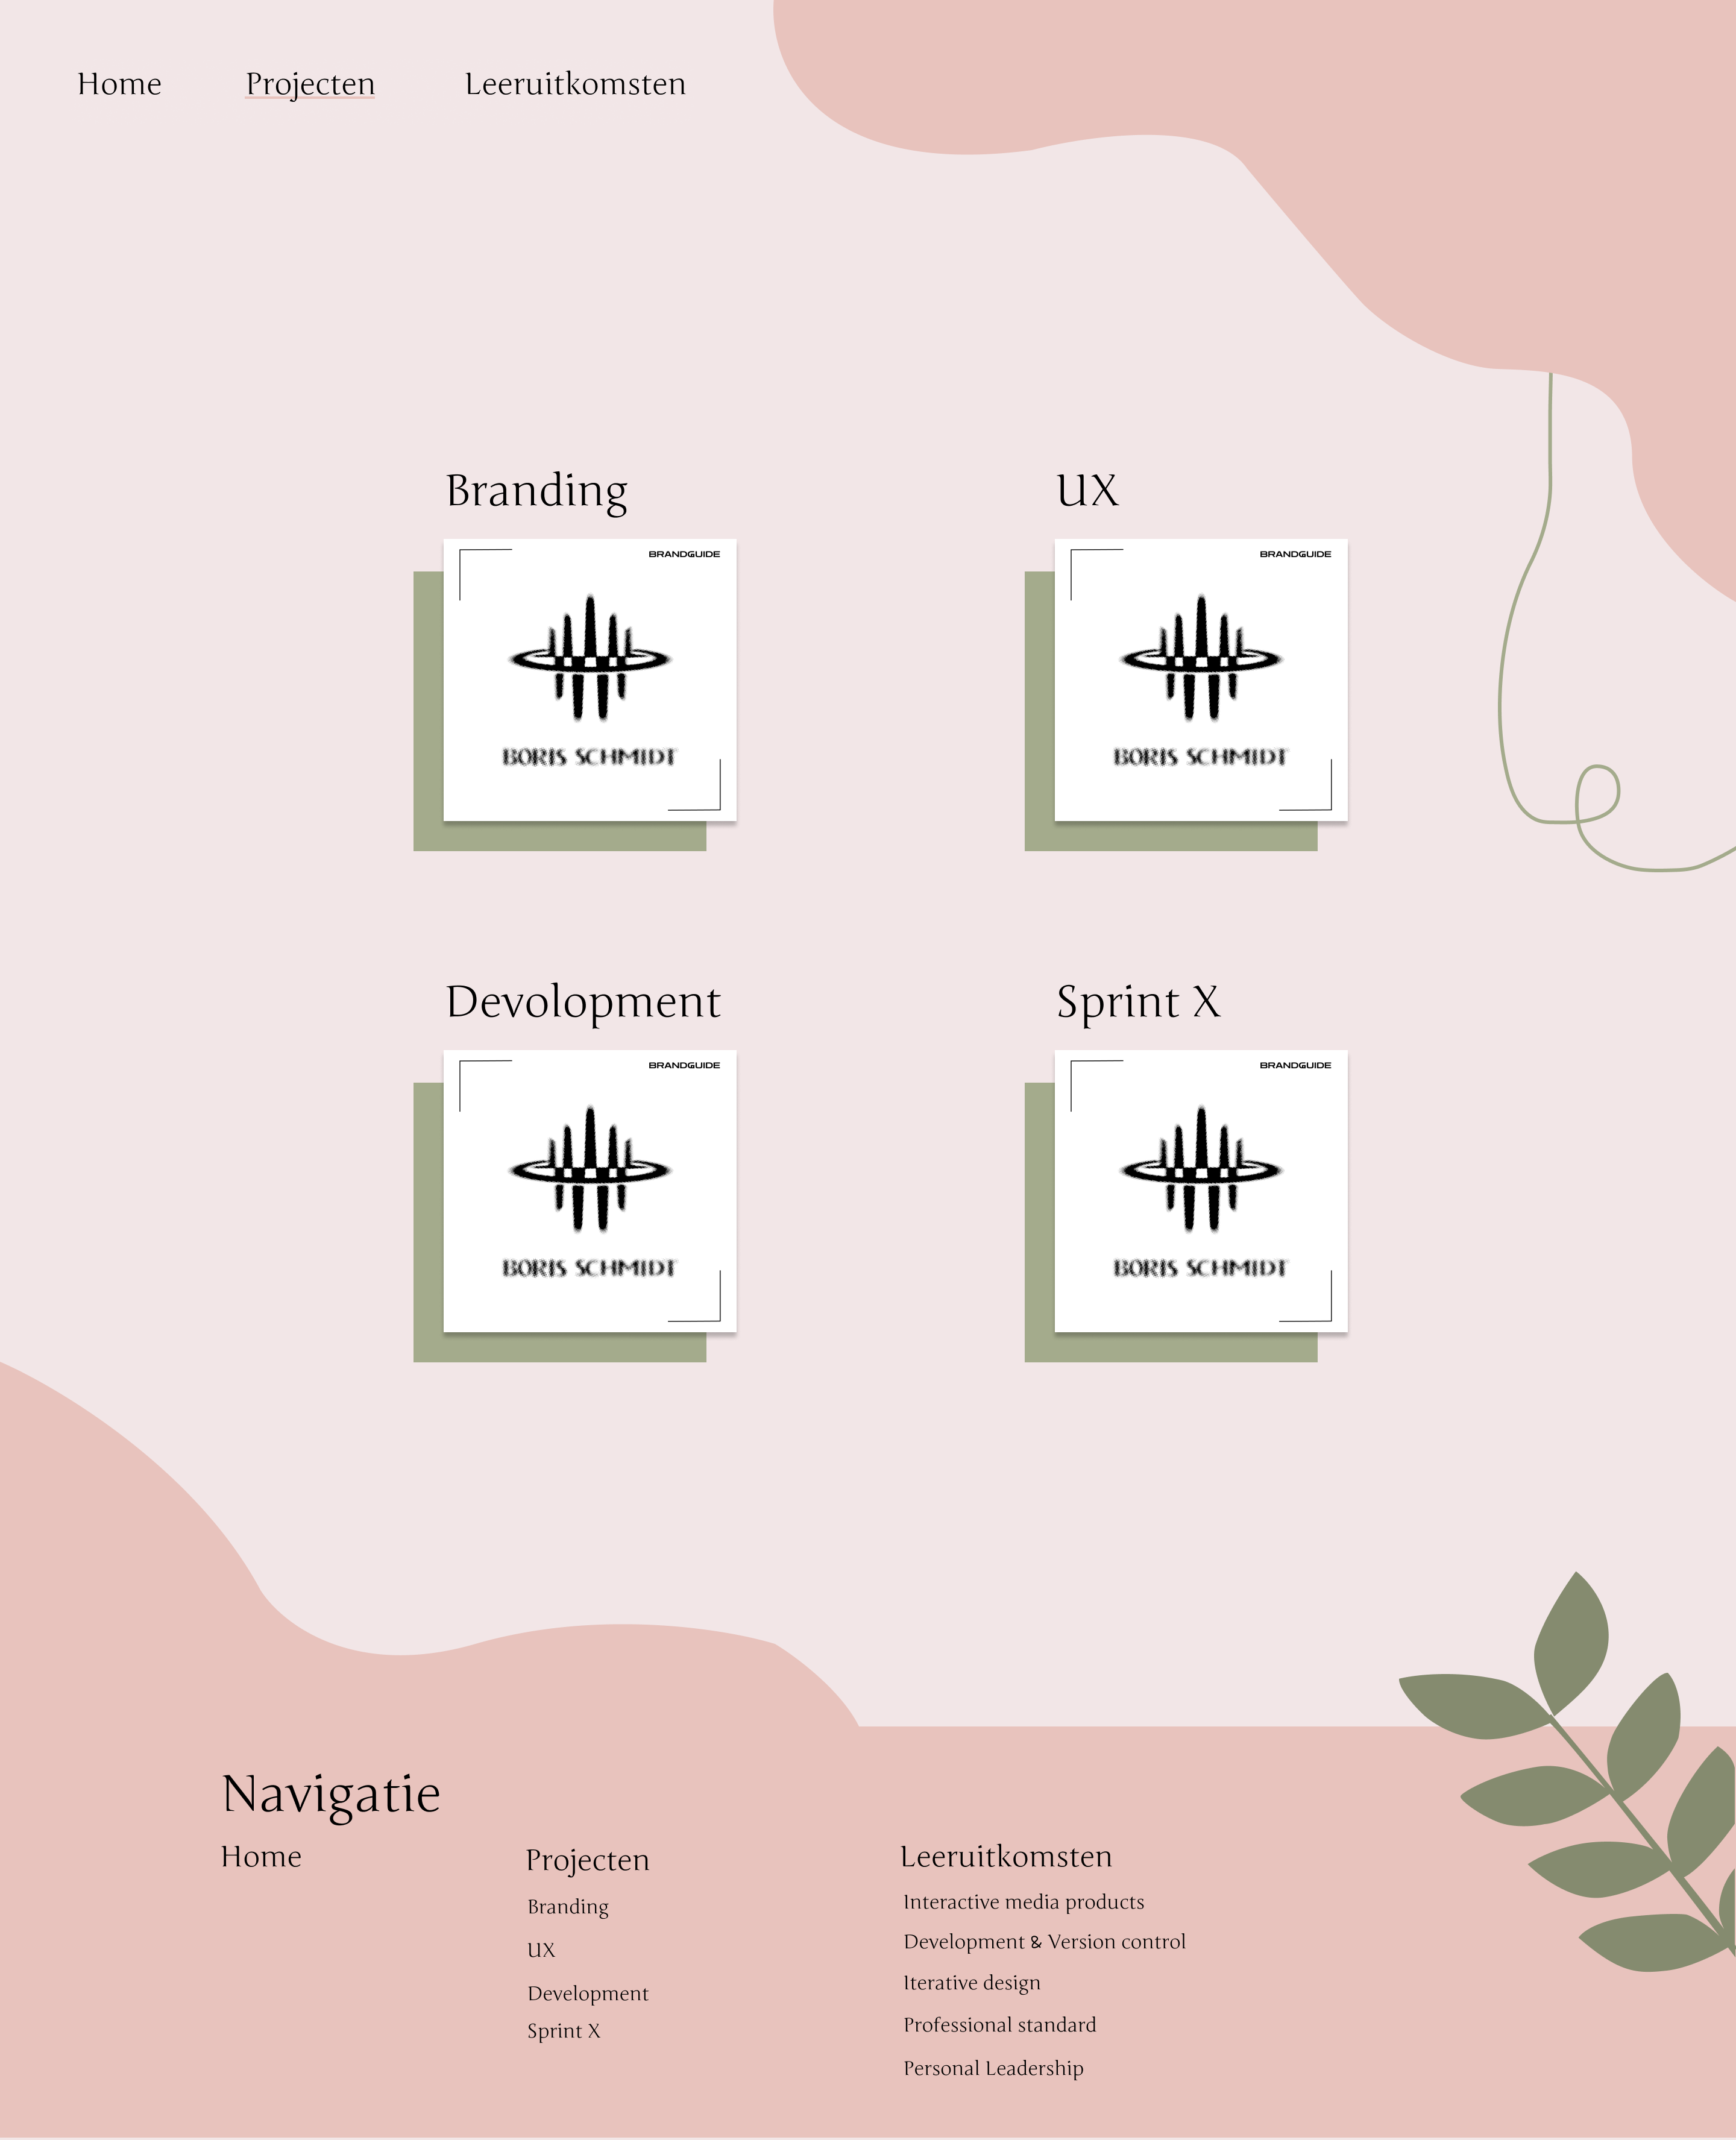 Home Projecten Leeruitkomsten
Branding
UX
BRANDGUIDE
BORIS SCHMIDT
BRANDGUIDE
BORIS SCHMIDT
Devolopment
Sprint X
BRANDGUIDE
BORIS SCHMIDT
BRANDGUIDE
BORIS SCHMIDT
Navigatie
Home
Projecten
Branding
UX
Development
Sprint X
Leeruitkomsten
Interactive media products
Development & Version control
Iterative design
Professional standard
Personal Leadership